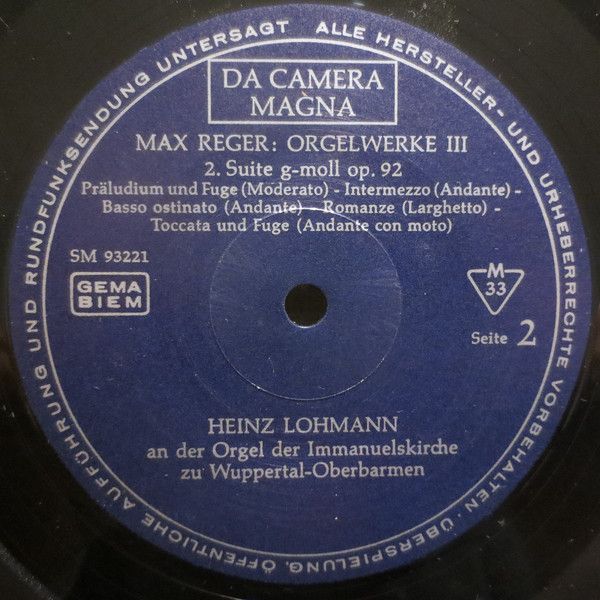 ALLE HERSTELLER- UND URHEBERRECHTE VORBEHALTEN · ÜBERSPIELUNG, ÖFFENTLICHE AUFFÜHRUNG UND RUNDFUNKSENDUNG UNTERSAGT
DA CAMERA
MAGNA
MAX REGER: ORGELWERKE III
2. Suite g-moll op. 92
Präludium und Fuge (Moderato) - Intermezzo (Andante) -
Basso ostinato (Andante) - Romanze (Larghetto) -
Toccata und Fuge (Andante con moto)
SM 93221
GEMA
BIEM
M
33
Seite 2
HEINZ LOHMANN
an der Orgel der Immanuelskirche
zu Wuppertal-Oberbarmen